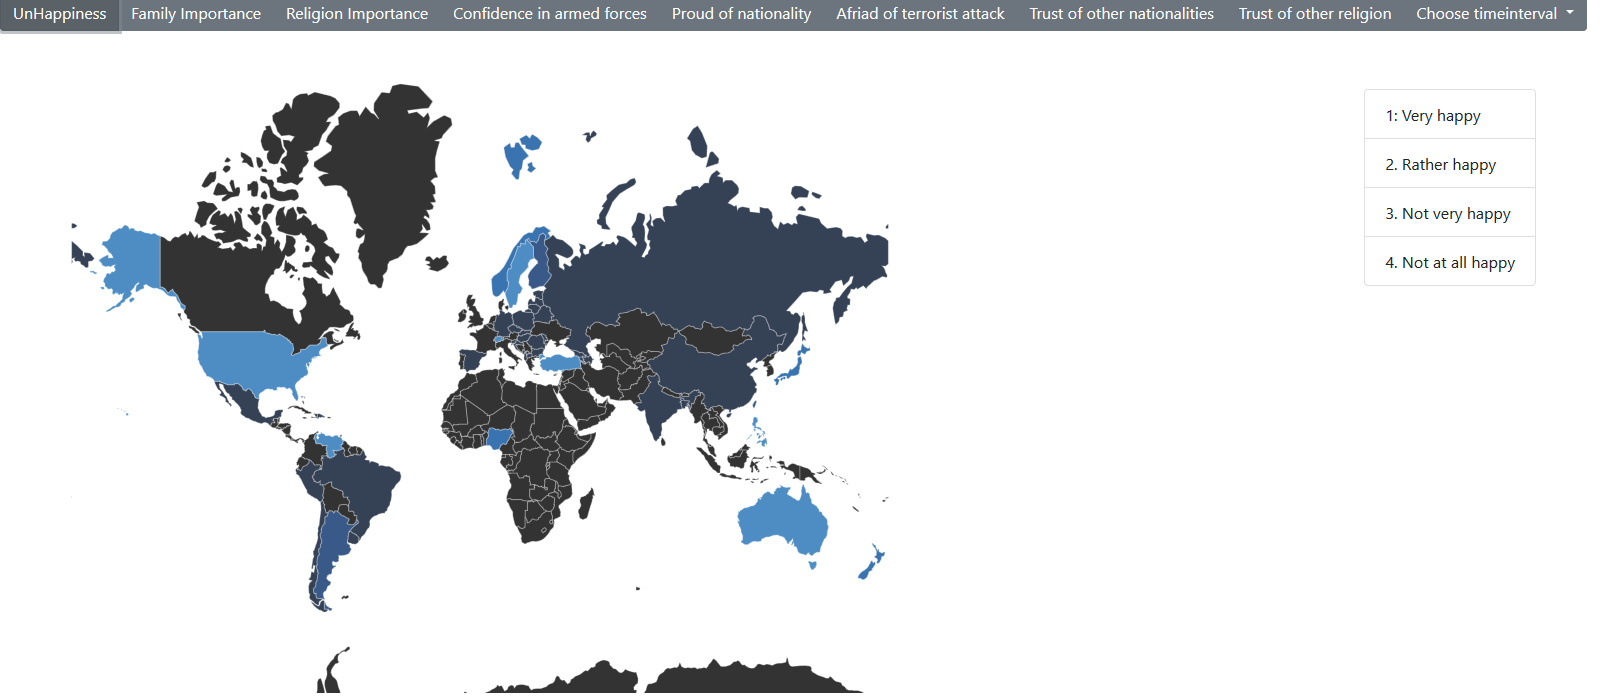 UnHappiness Family Importance Religion Importance Confidence in armed forces Proud of nationality Afriad of terrorist attack Trust of other nationalities Trust of other religion Choose timeinterval
1: Very happy
2. Rather happy
3. Not very happy
4. Not at all happy